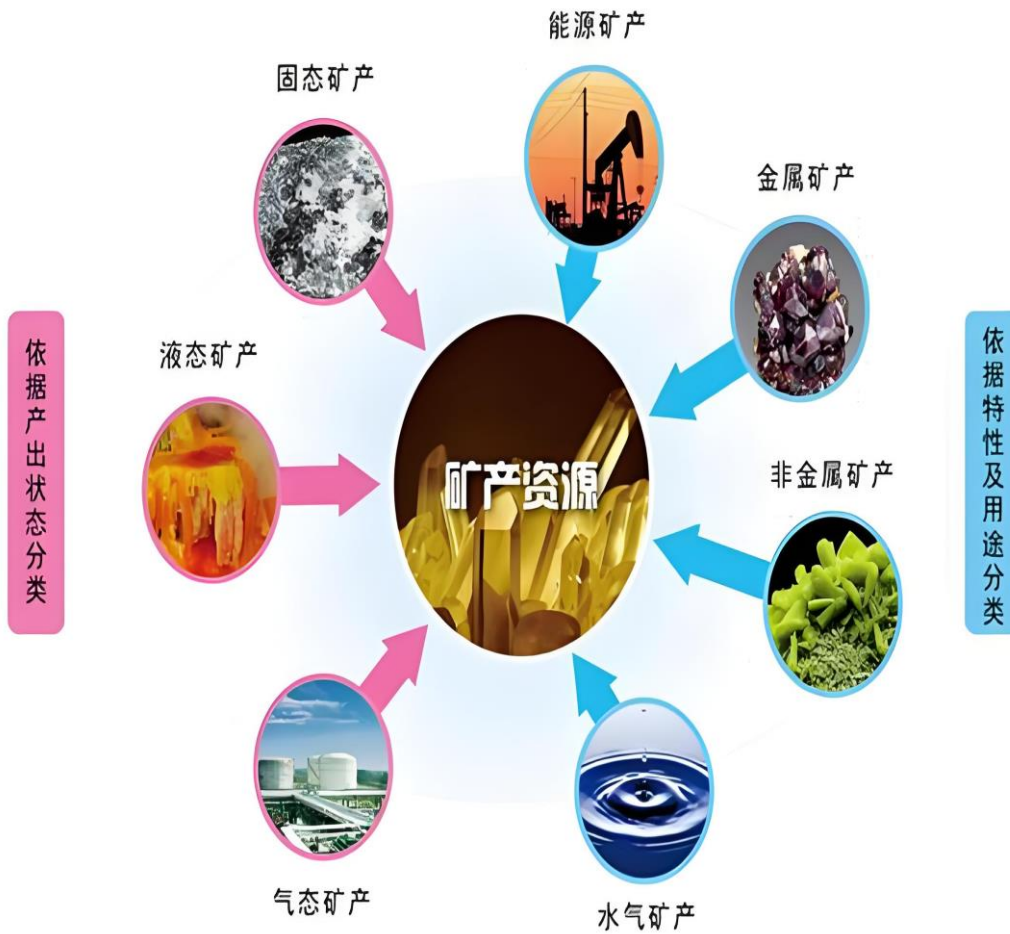 能源矿产
固态矿产
金属矿产
依据产出状态分类
液态矿产
矿产资源
非金属矿产
依据特性及用途分类
气态矿产
水气矿产